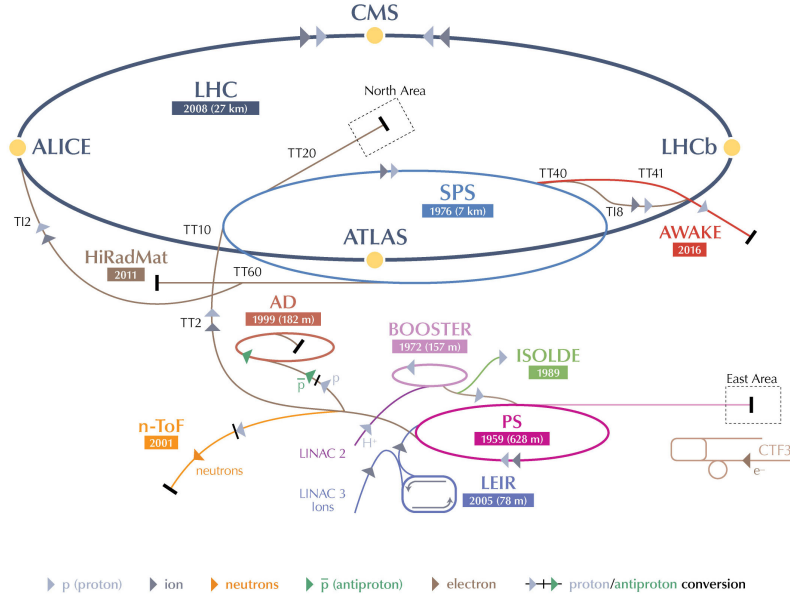 CMS
LHC
2008 (27 km)
North Area
ALICE
LHCb
TT20
TT40
TT41
SPS
1976 (7 km)
TI8
TI2
TT10
ATLAS
AWAKE
2016
HiRadMat
2011
TT60
AD
1999 (182 m)
TT2
BOOSTER
1972 (157 m)
ISOLDE
1989
p̅
p
East Area
n-ToF
2001
PS
1959 (628 m)
H⁺
LINAC 2
neutrons
CTF3
e⁻
LINAC 3
Ions
LEIR
2005 (78 m)
p (proton)
ion
neutrons
p̅ (antiproton)
electron
proton/antiproton conversion